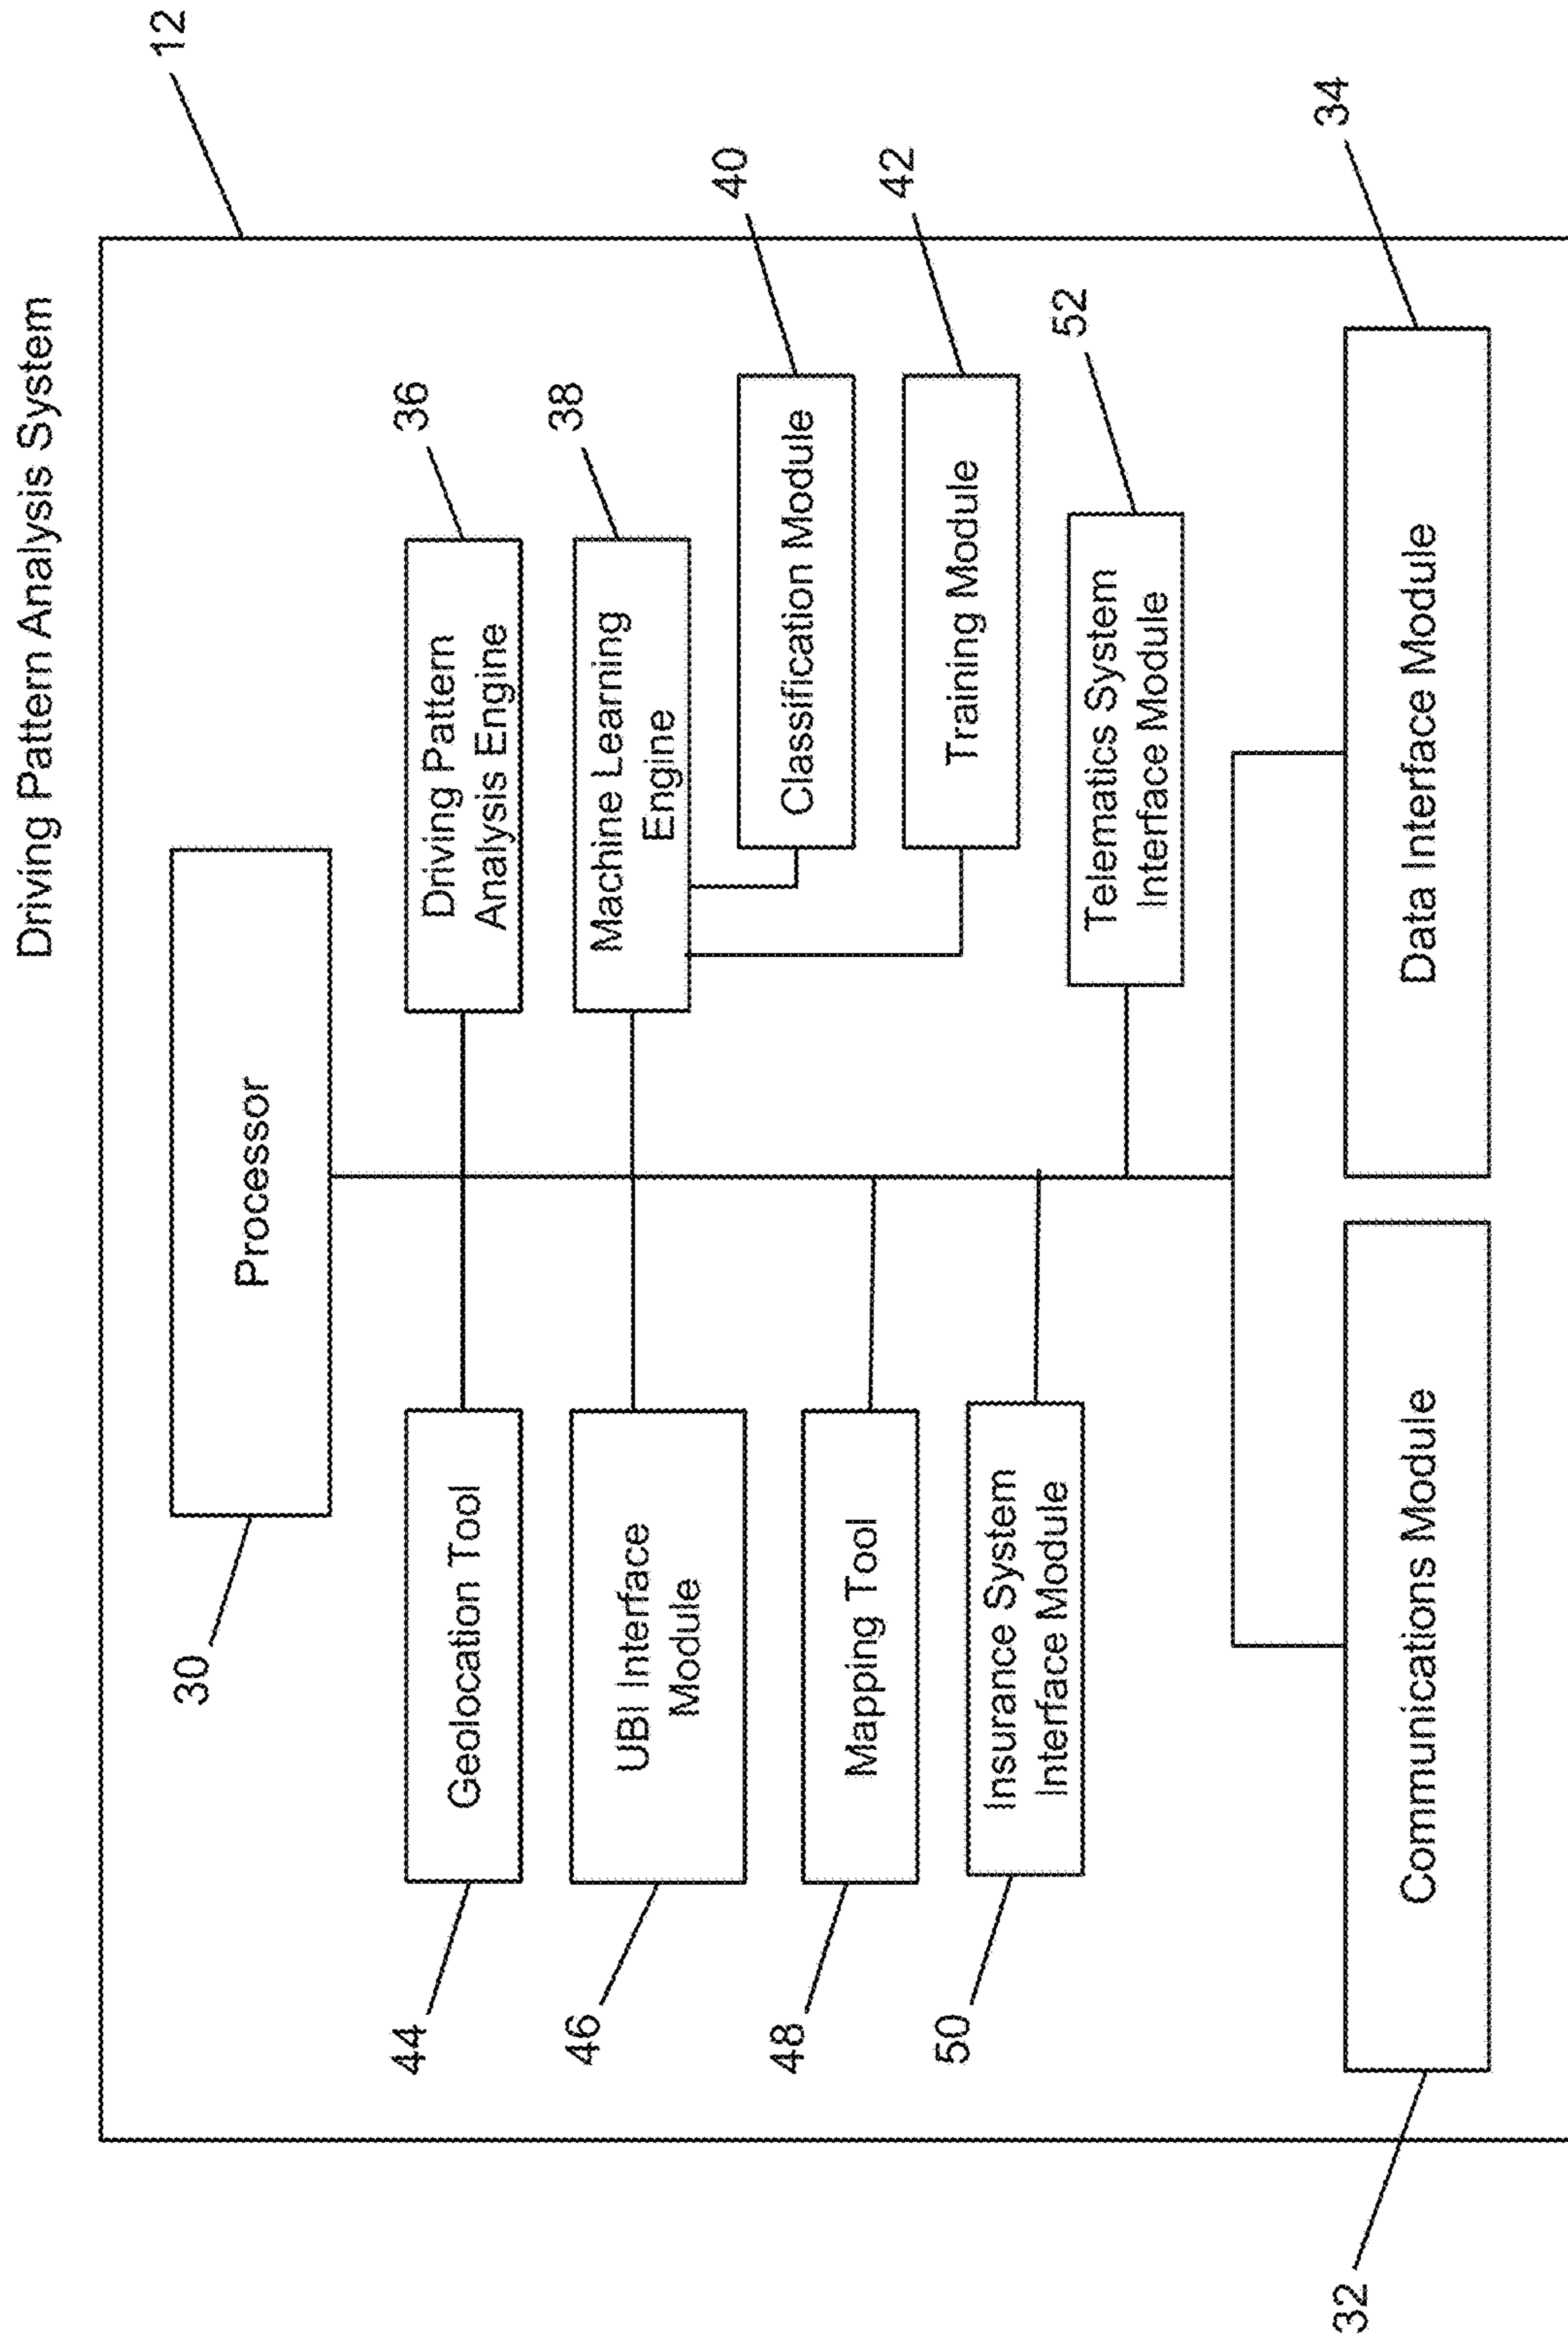 Driving Pattern Analysis System
12
Processor
30
Geolocation Tool
44
Driving Pattern
Analysis Engine
36
UBI Interface
Module
46
Machine Learning
Engine
38
Classification Module
40
Mapping Tool
48
Training Module
42
Insurance System
Interface Module
50
Telematics System
Interface Module
52
Communications Module
32
Data Interface Module
34